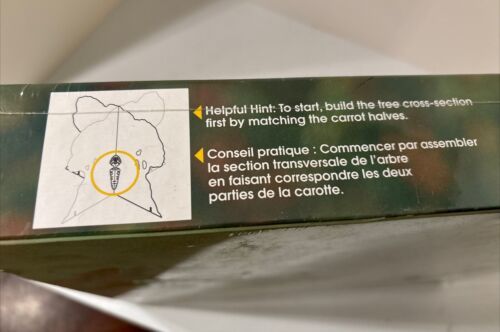 Helpful Hint: To start, build the tree cross-section
first by matching the carrot halves.
Conseil pratique : Commencer par assembler
la section transversale de l'arbre
en faisant correspondre les deux
parties de la carotte.